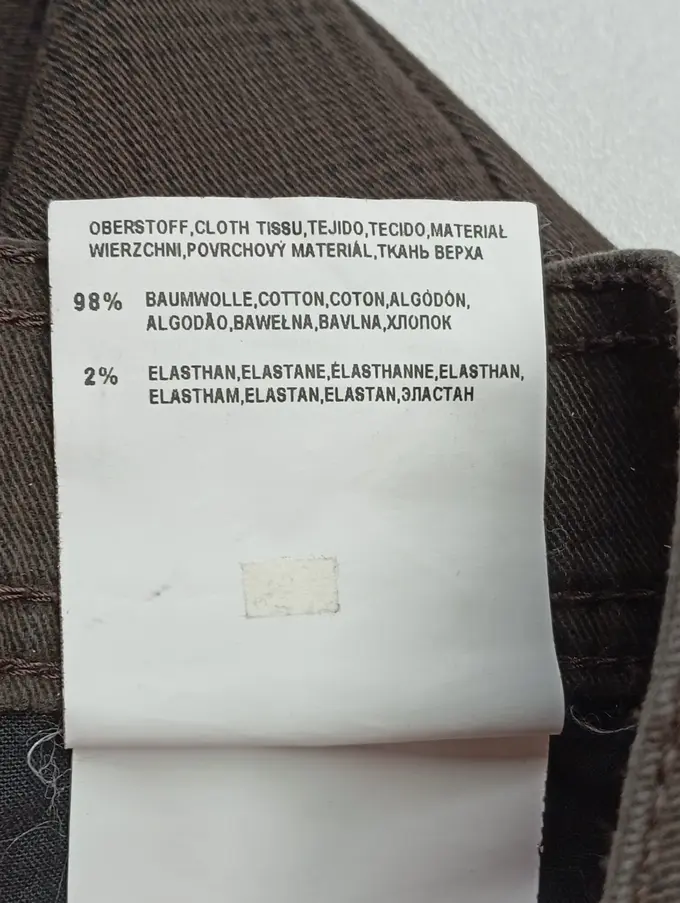 OBERSTOFF,CLOTH TISSU,TEJIDO,TECIDO,MATERIAŁ
WIERZCHNI,POVRCHOVÝ MATERIÁL,ТКАНЬ ВЕРХА
98% BAUMWOLLE,COTTON,COTON,ALGÓDÓN,
ALGODÃO,BAWEŁNA,BAVLNA,ХЛОПОК
2% ELASTHAN,ELASTANE,ÉLASTHANNE,ELASTHAN,
ELASTHAM,ELASTAN,ELASTAN,ЭЛАСТАН